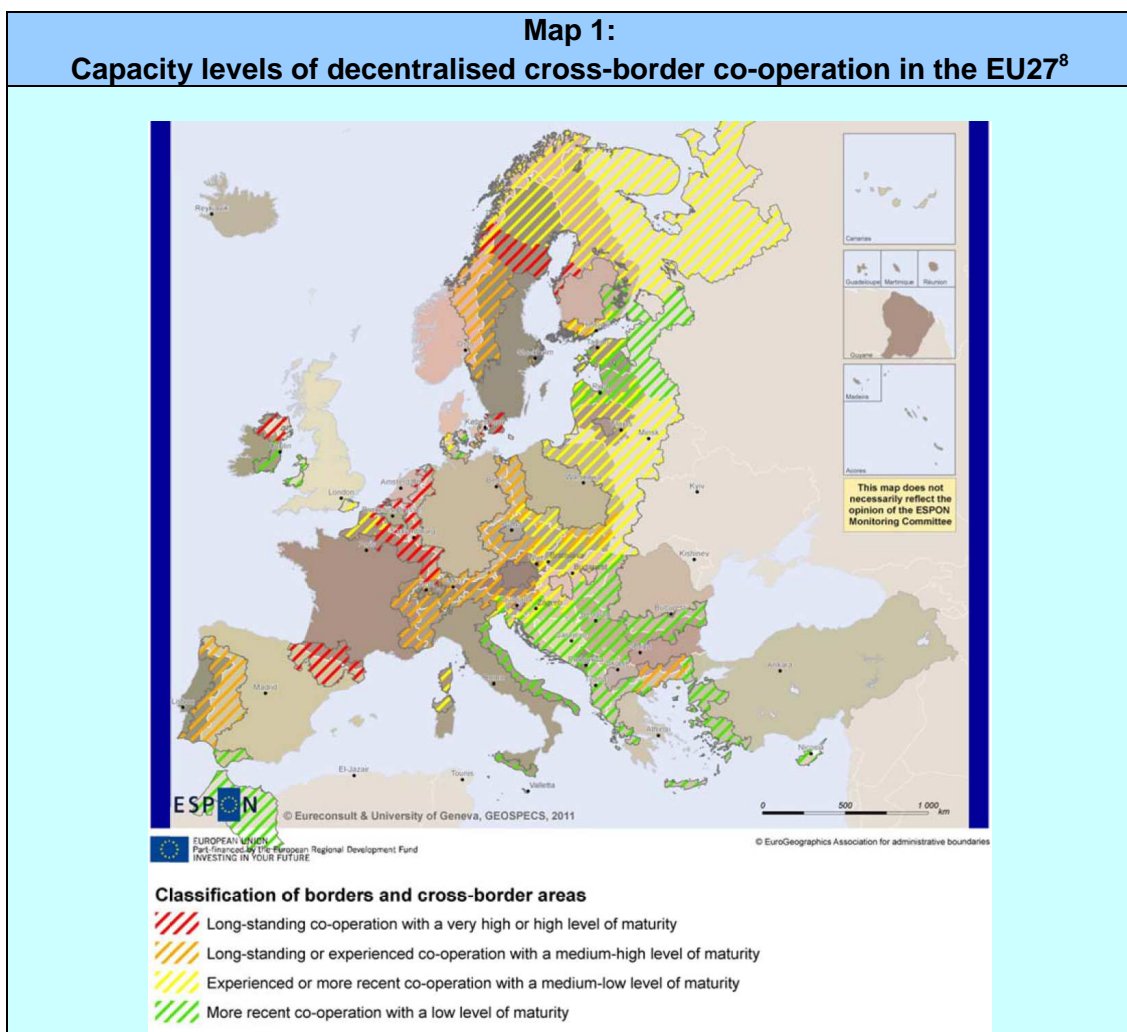 Map 1:
Capacity levels of decentralised cross-border co-operation in the EU27⁸
Reykjavik
Canarias
Guadeloupe Martinique Réunion
Guyane
Madeira
Acores
This map does not
necessarily reflect the
opinion of the ESPON
Monitoring Committee
Stockholm
Minsk
London
Kyiv
Kishinev
Madrid
Ankara
Athinai
Nicosia
El-Jazair
Tounis
Valletta
0 500 1 000
km
ESPON
© Eureconsult & University of Geneva, GEOSPECS, 2011
EUROPEAN UNION
Part-financed by the European Regional Development Fund
INVESTING IN YOUR FUTURE
© EuroGeographics Association for administrative boundaries
Classification of borders and cross-border areas
Long-standing co-operation with a very high or high level of maturity
Long-standing or experienced co-operation with a medium-high level of maturity
Experienced or more recent co-operation with a medium-low level of maturity
More recent co-operation with a low level of maturity